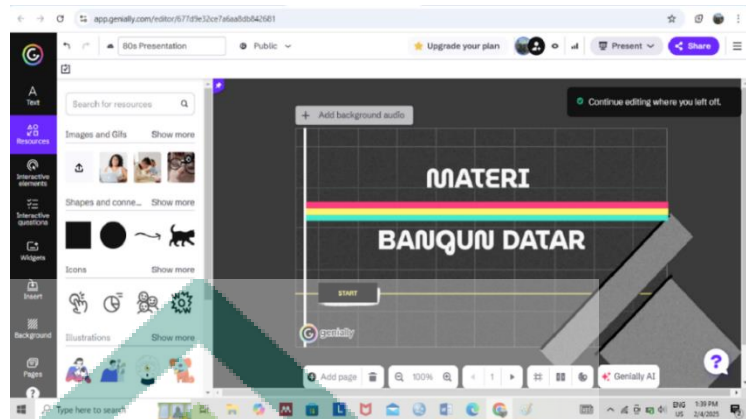 app.genially.com/editor/677d9e32ce7a6aa8db842681
80s Presentation
Public
Upgrade your plan
Present
Share
Text
Search for resources
Continue editing where you left off.
Add background audio
Resources
Images and Gifs Show more
Interactive elements
MATERI
Interactive questions
Shapes and conne... Show more
BANGUN DATAR
Widgets
Icons Show more
Insert
START
Background
genially
Illustrations Show more
Pages
Add page 100% 1 Genially AI
?
Type here to search
ENG 1:39 PM
US 2/4/2025